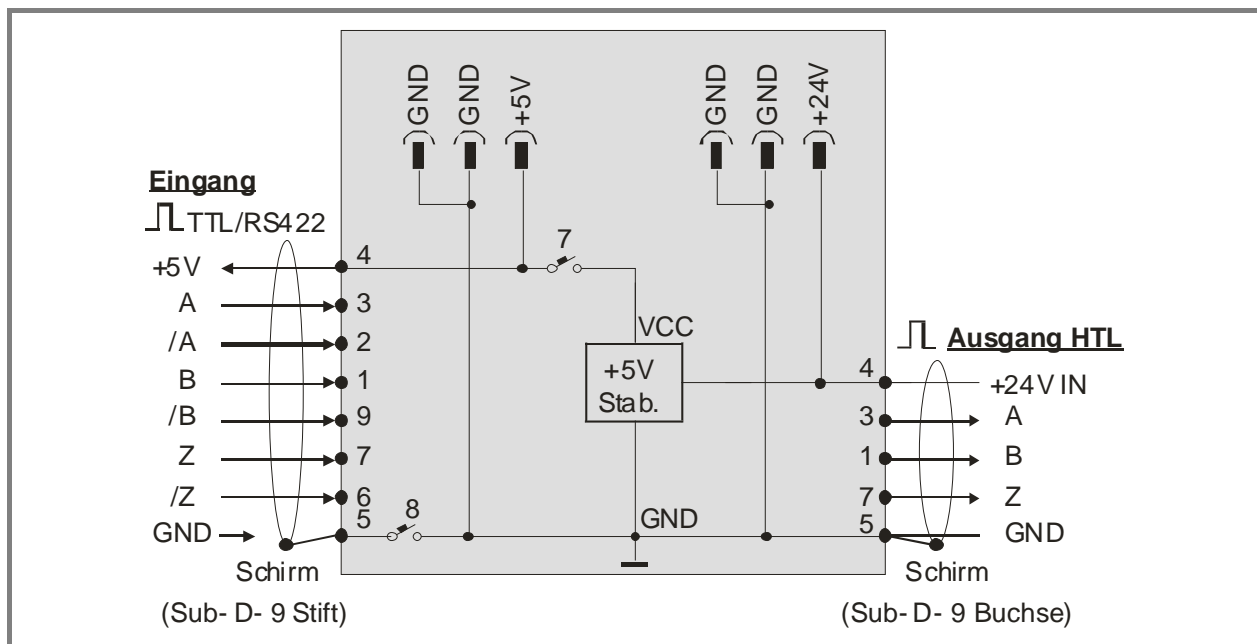 GND
GND
+5V
GND
GND
+24V
Eingang
TTL/RS422
+5V
4
7
A
3
/A
2
VCC
B
1
+5V
Stab.
4
Ausgang HTL
+24V IN
/B
9
3
A
Z
7
1
B
/Z
6
7
Z
GND
5
8
GND
5
GND
Schirm
(Sub-D-9 Stift)
Schirm
(Sub-D-9 Buchse)